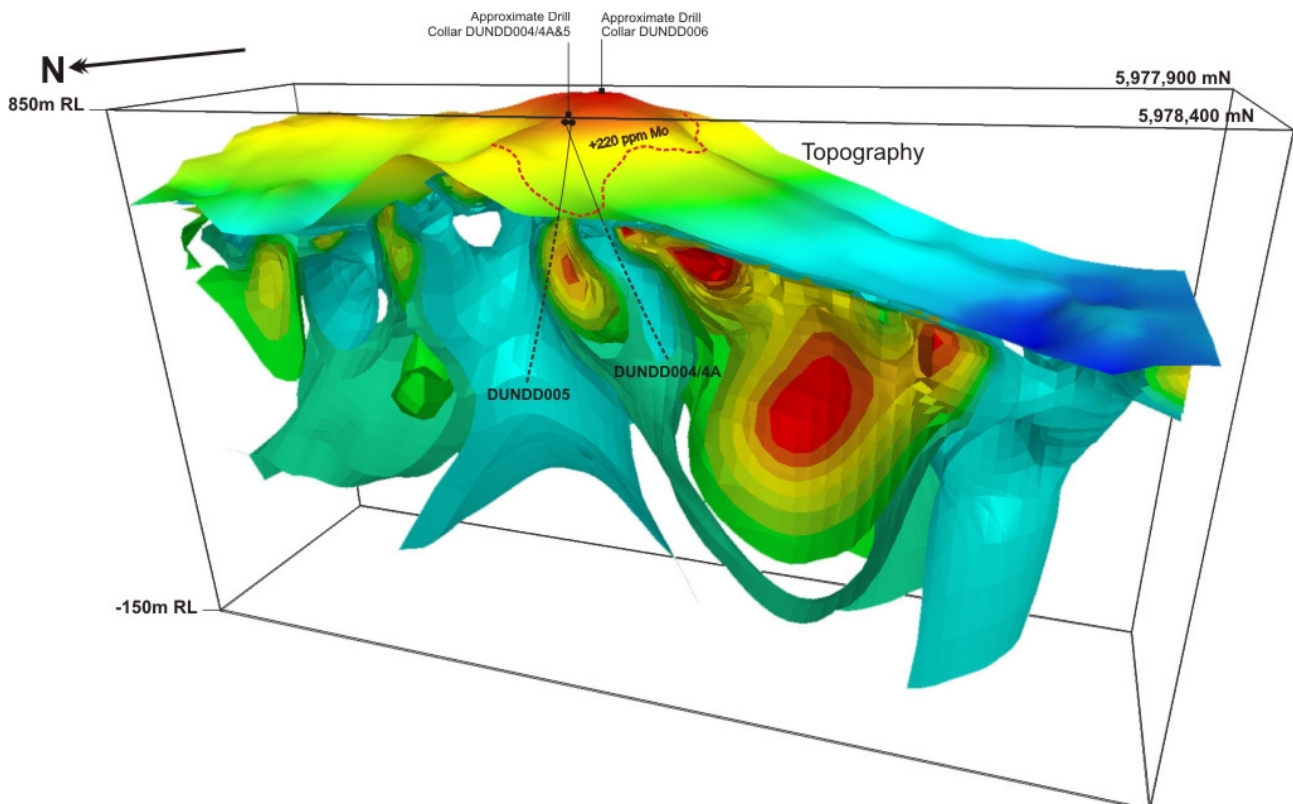 Approximate Drill
Collar DUNDD004/4A&5
Approximate Drill
Collar DUNDD006
N
850m RL
5,977,900 mN
5,978,400 mN
+220 ppm Mo
Topography
DUNDD005
DUNDD004/4A
-150m RL